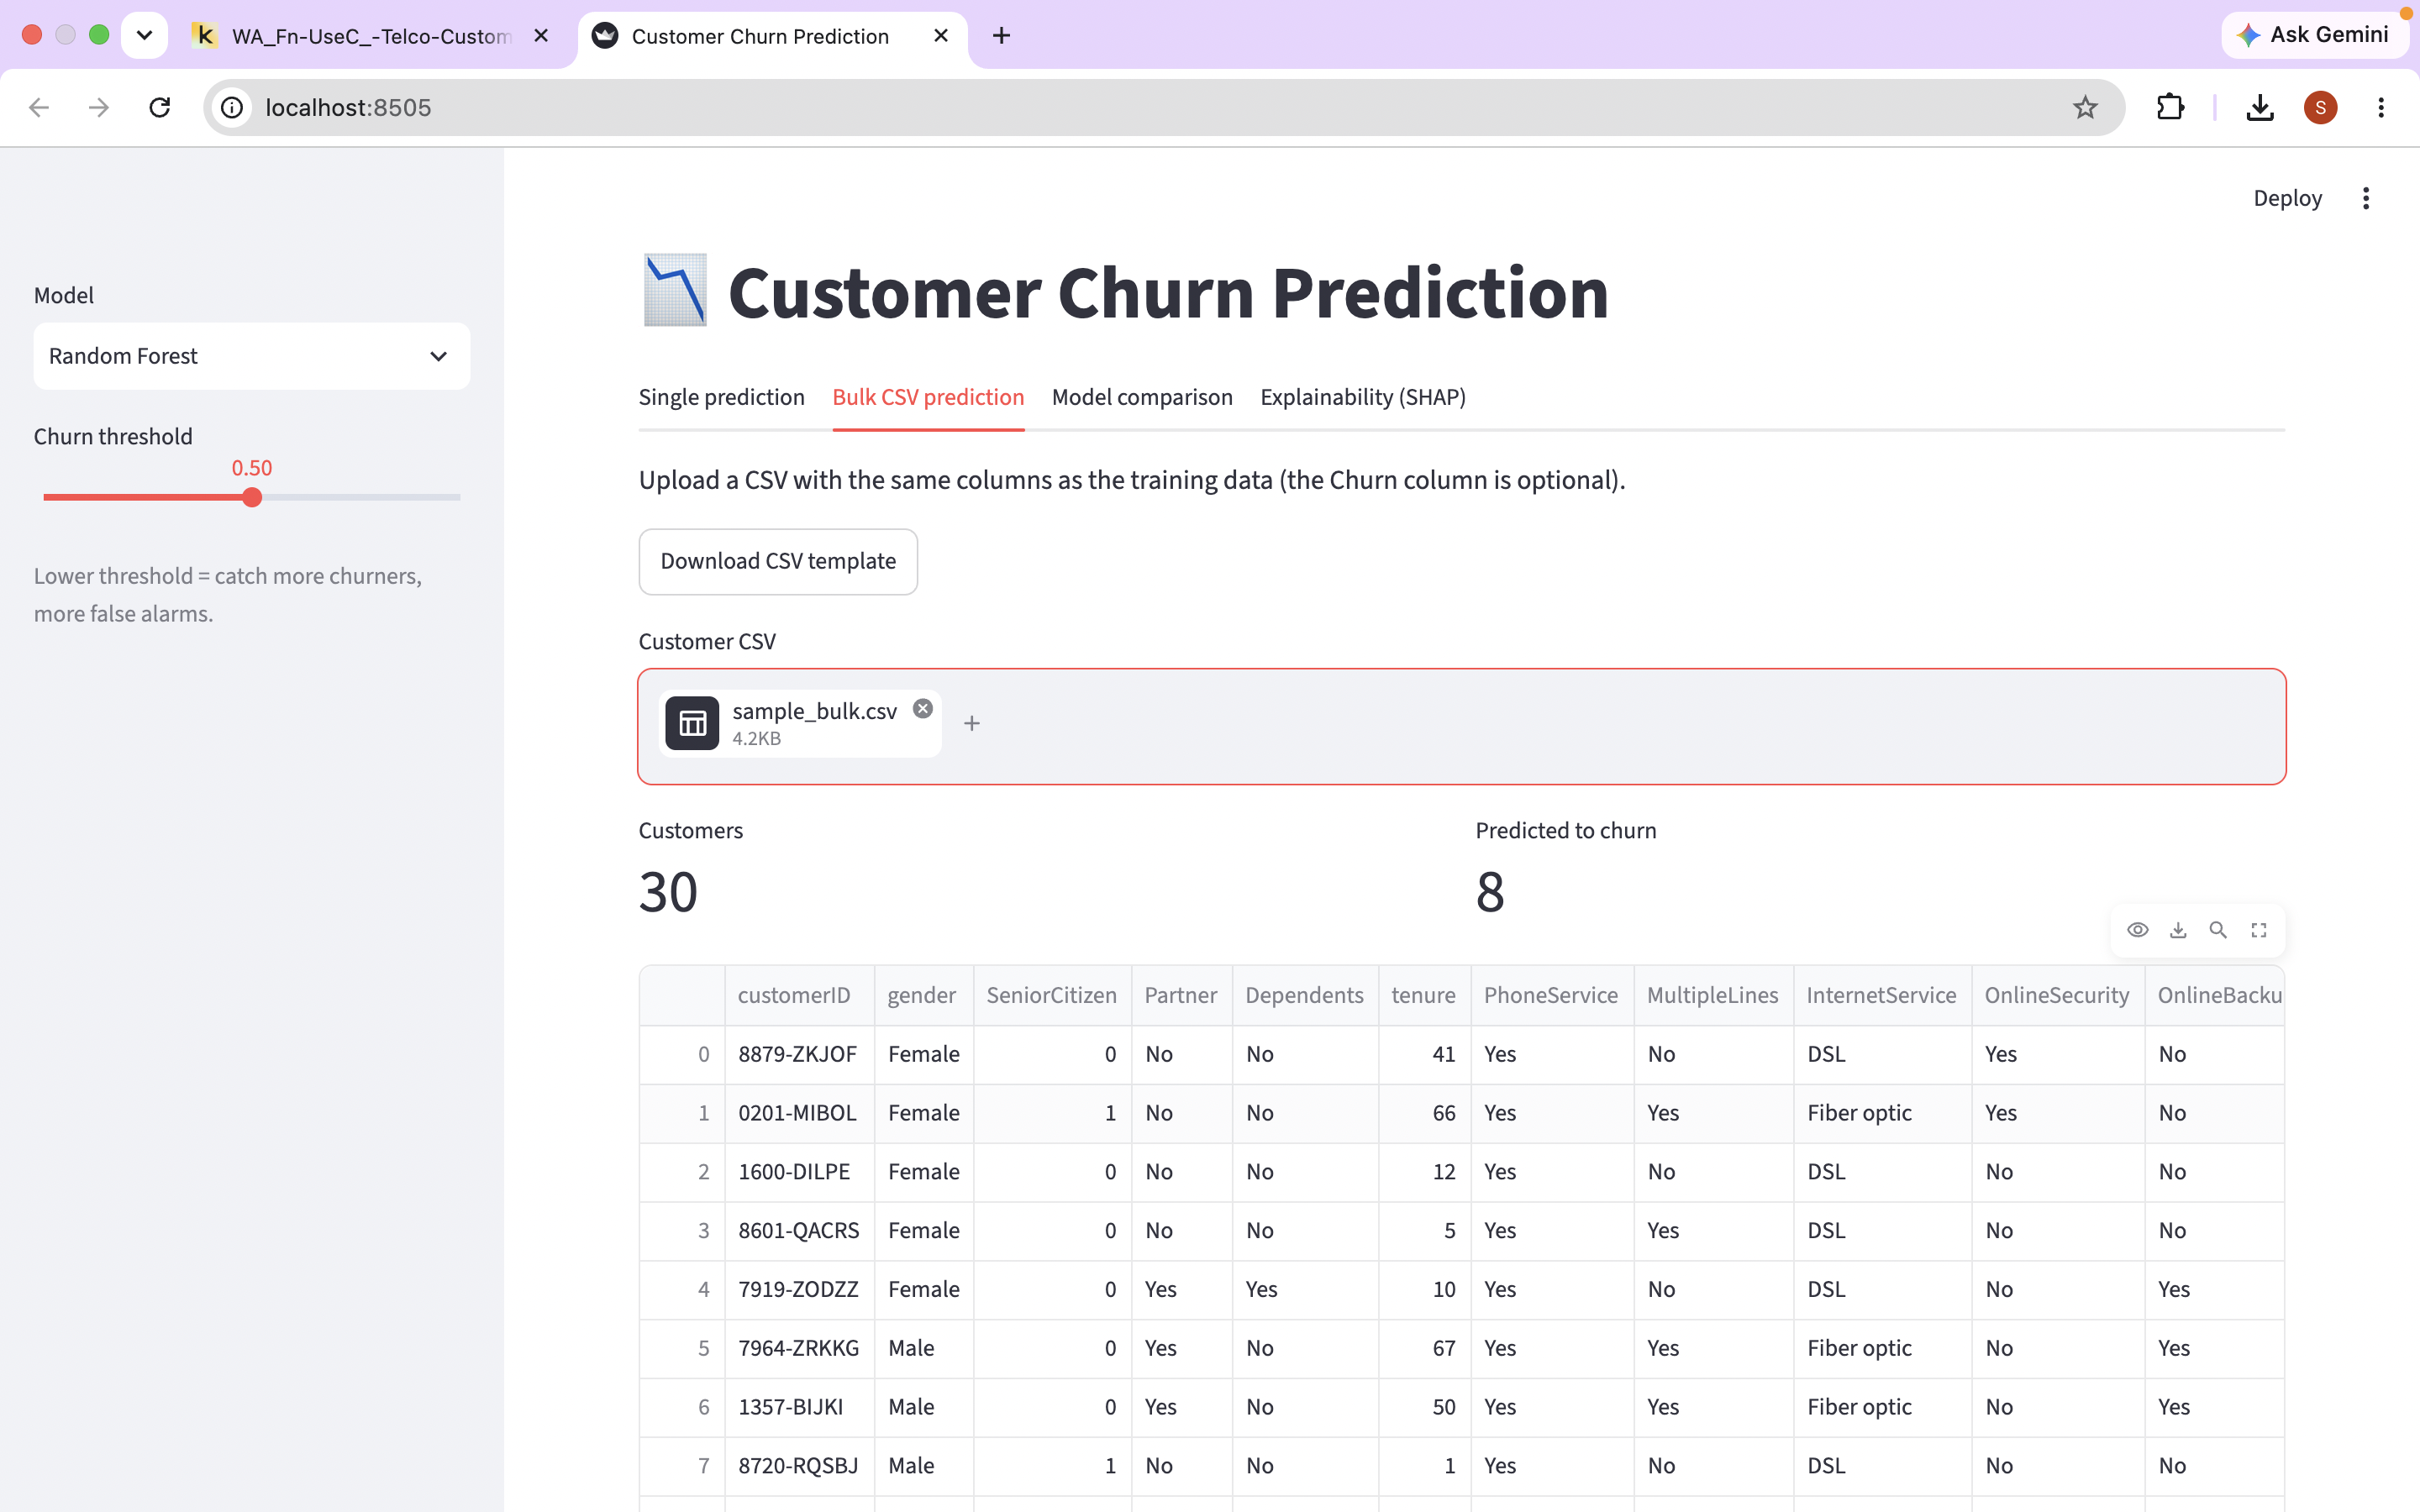 WA_Fn-UseC_-Telco-Custom
Customer Churn Prediction
Ask Gemini
localhost:8505
S
Deploy
Model
Random Forest
Churn threshold
0.50
Lower threshold = catch more churners,
more false alarms.
Customer Churn Prediction
Single prediction Bulk CSV prediction Model comparison Explainability (SHAP)
Upload a CSV with the same columns as the training data (the Churn column is optional).
Download CSV template
Customer CSV
sample_bulk.csv
4.2KB
Customers Predicted to churn
30 8
customerID gender SeniorCitizen Partner Dependents tenure PhoneService MultipleLines InternetService OnlineSecurity OnlineBacku
0 8879-ZKJOF Female 0 No No 41 Yes No DSL Yes No
1 0201-MIBOL Female 1 No No 66 Yes Yes Fiber optic Yes No
2 1600-DILPE Female 0 No No 12 Yes No DSL No No
3 8601-QACRS Female 0 No No 5 Yes Yes DSL No No
4 7919-ZODZZ Female 0 Yes Yes 10 Yes No DSL No Yes
5 7964-ZRKKG Male 0 Yes No 67 Yes Yes Fiber optic No Yes
6 1357-BIJKI Male 0 Yes No 50 Yes Yes Fiber optic No Yes
7 8720-RQSBJ Male 1 No No 1 Yes No DSL No No